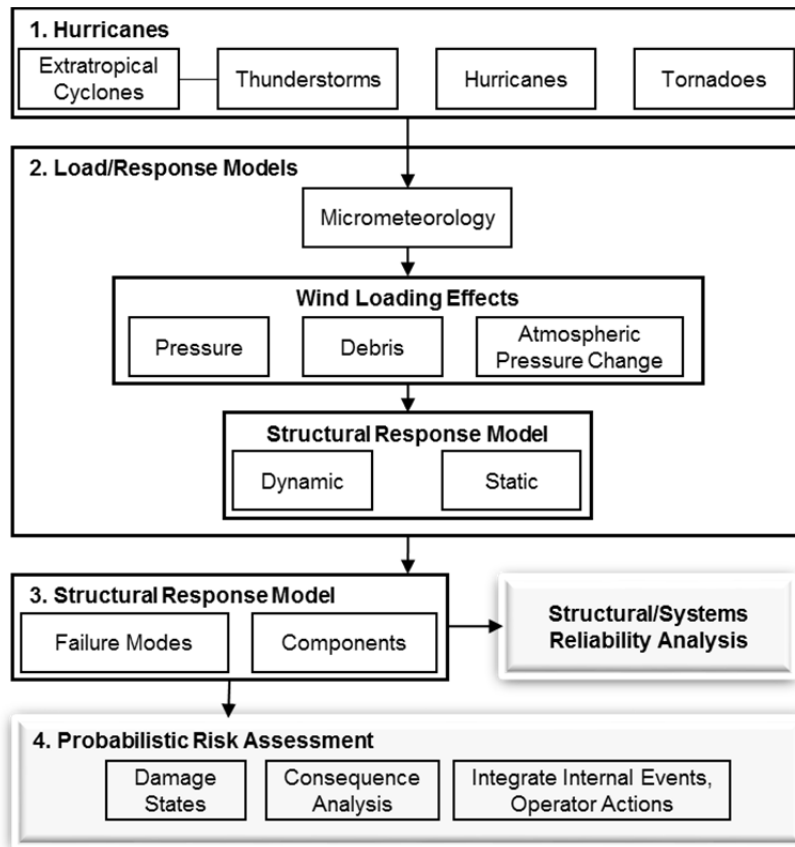 1. Hurricanes
Extratropical
Cyclones
Thunderstorms
Hurricanes
Tornadoes
2. Load/Response Models
Micrometeorology
Wind Loading Effects
Pressure
Debris
Atmospheric
Pressure Change
Structural Response Model
Dynamic
Static
3. Structural Response Model
Failure Modes
Components
Structural/Systems
Reliability Analysis
4. Probabilistic Risk Assessment
Damage
States
Consequence
Analysis
Integrate Internal Events,
Operator Actions